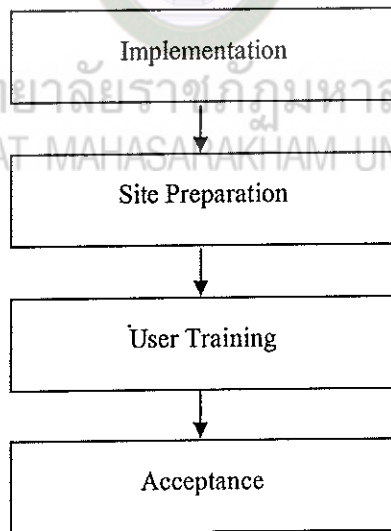 Implementation
ยาลัยราชภัฏมหาส
AT MAHASARAKHAM UN
Site Preparation
User Training
Acceptance